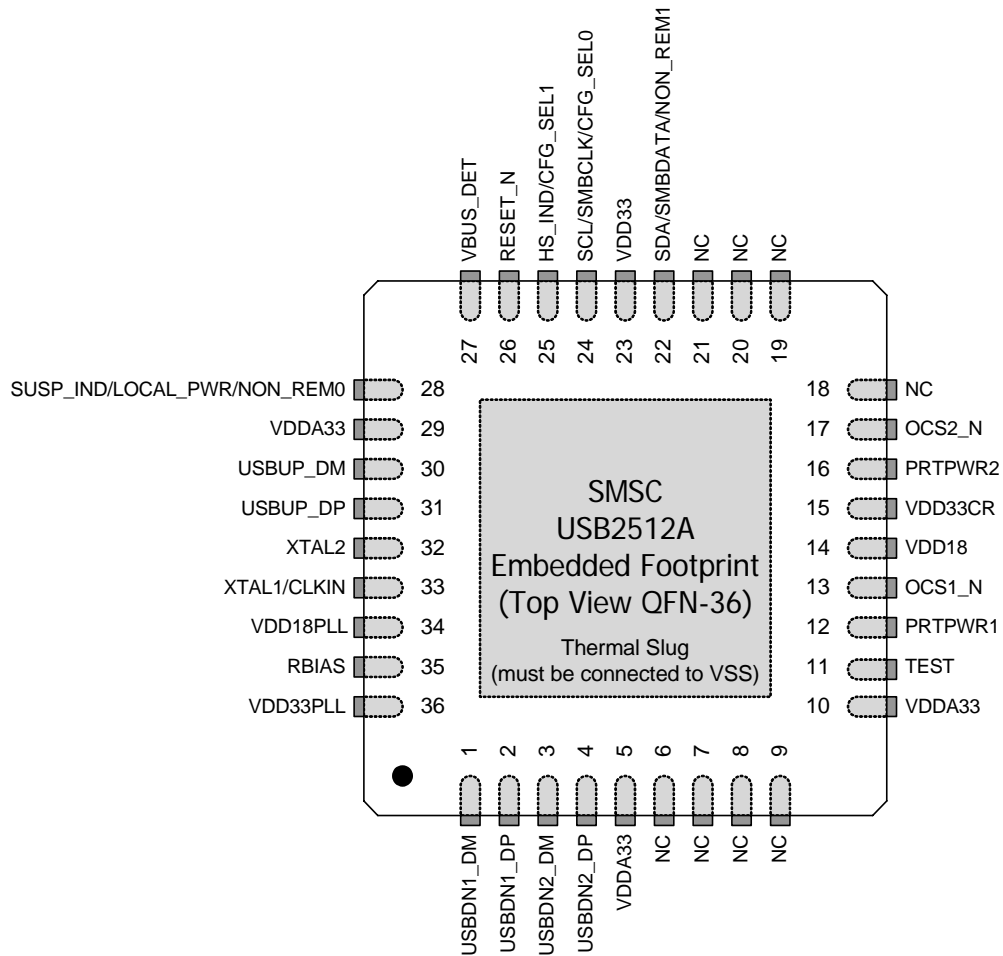 VBUS_DET
RESET_N
HS_IND/CFG_SEL1
SCL/SMBCLK/CFG_SEL0
VDD33
SDA/SMBDATA/NON_REM1
NC
NC
NC
27
26
25
24
23
22
21
20
19
SUSP_IND/LOCAL_PWR/NON_REM0 28
VDDA33 29
USBUP_DM 30
USBUP_DP 31
XTAL2 32
XTAL1/CLKIN 33
VDD18PLL 34
RBIAS 35
VDD33PLL 36
SMSC
USB2512A
Embedded Footprint
(Top View QFN-36)
Thermal Slug
(must be connected to VSS)
18 NC
17 OCS2_N
16 PRTPWR2
15 VDD33CR
14 VDD18
13 OCS1_N
12 PRTPWR1
11 TEST
10 VDDA33
1
2
3
4
5
6
7
8
9
USBDN1_DM
USBDN1_DP
USBDN2_DM
USBDN2_DP
VDDA33
NC
NC
NC
NC